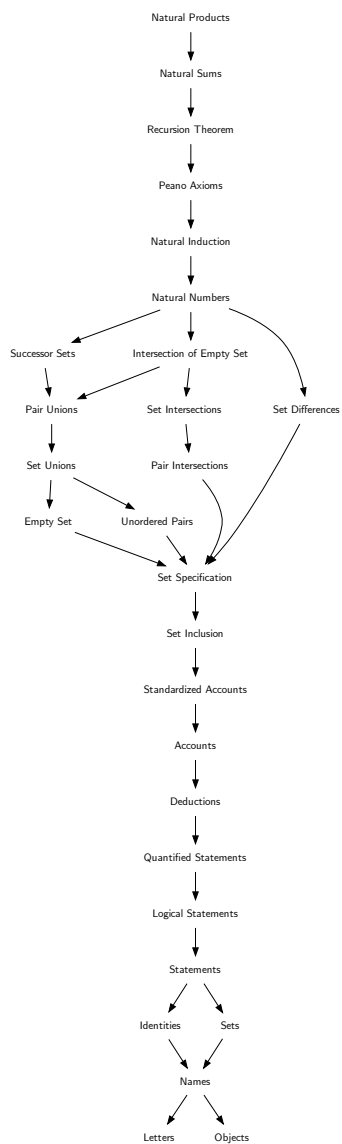 Natural Products
Natural Sums
Recursion Theorem
Peano Axioms
Natural Induction
Natural Numbers
Successor Sets
Intersection of Empty Set
Pair Unions
Set Intersections
Set Differences
Set Unions
Pair Intersections
Empty Set
Unordered Pairs
Set Specification
Set Inclusion
Standardized Accounts
Accounts
Deductions
Quantified Statements
Logical Statements
Statements
Identities
Sets
Names
Letters
Objects